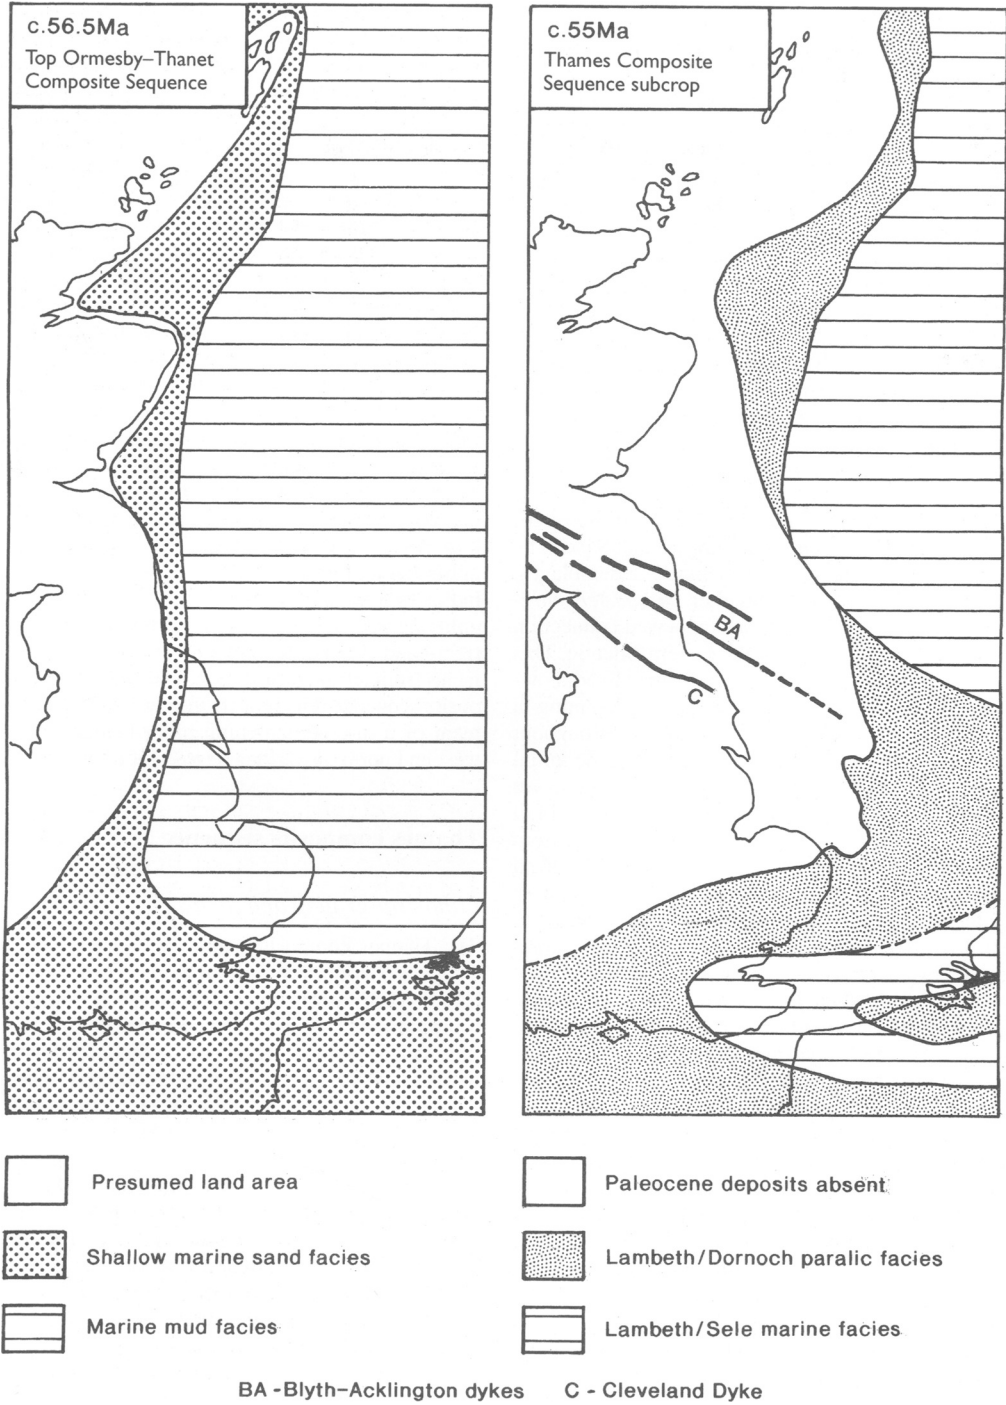 c.56.5Ma
Top Ormesby–Thanet
Composite Sequence
c.55Ma
Thames Composite
Sequence subcrop
BA
C
Presumed land area
Shallow marine sand facies
Marine mud facies
Paleocene deposits absent
Lambeth/Dornoch paralic facies
Lambeth/Sele marine facies
BA - Blyth–Acklington dykes C - Cleveland Dyke